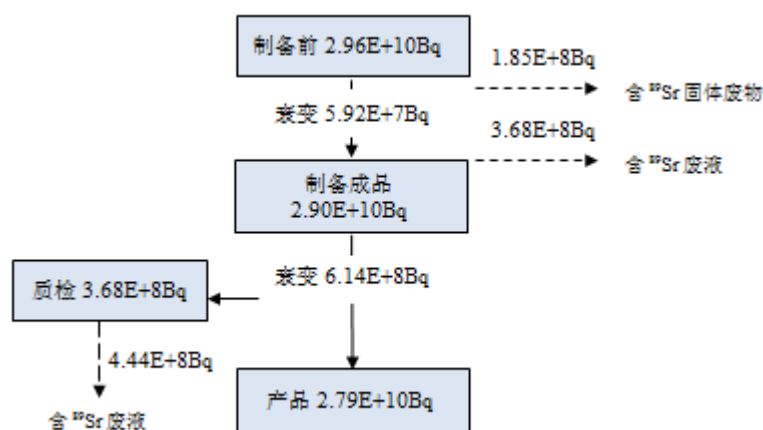 制备前 2.96E+10Bq
1.85E+8Bq
含⁸⁹Sr固体废物
衰变 5.92E+7Bq
3.68E+8Bq
含⁸⁹Sr废液
制备成品
2.90E+10Bq
衰变 6.14E+8Bq
质检 3.68E+8Bq
4.44E+8Bq
产品 2.79E+10Bq
含⁸⁹Sr废液